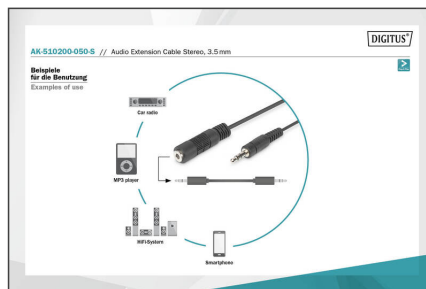 DIGITUS®
AK-510200-050-S // Audio Extension Cable Stereo, 3.5 mm
Beispiele
für die Benutzung
Examples of use
Car radio
MP3 player
HiFi-System
Smartphone